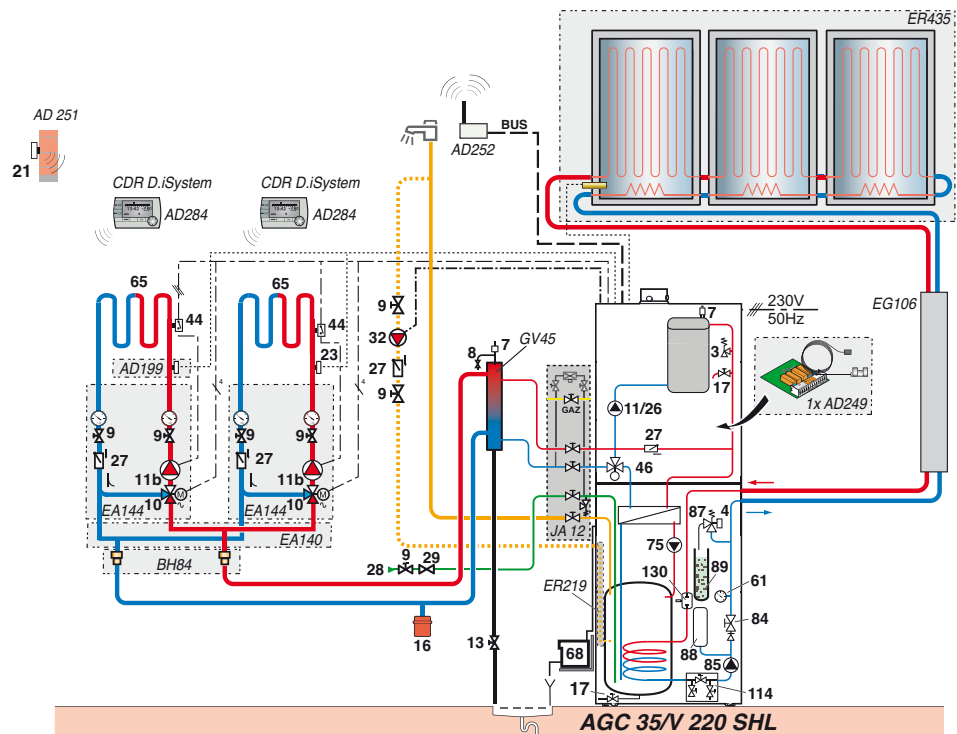 ER435
AD 251
21
BUS
AD252
CDR D.iSystem
AD284
CDR D.iSystem
AD284
65
65
44
44
23
AD199
4
4
9
9
9
9
27
27
11b
11b
10
10
M
M
EA144
EA144
EA140
BH84
9
32
27
9
8
7
GV45
GAZ
JA 12
7
3
17
11/26
27
46
230V
50Hz
1x AD249
EG106
28
9
29
16
13
ER219
68
75
130
87
4
89
61
84
88
85
114
17
AGC 35/V 220 SHL